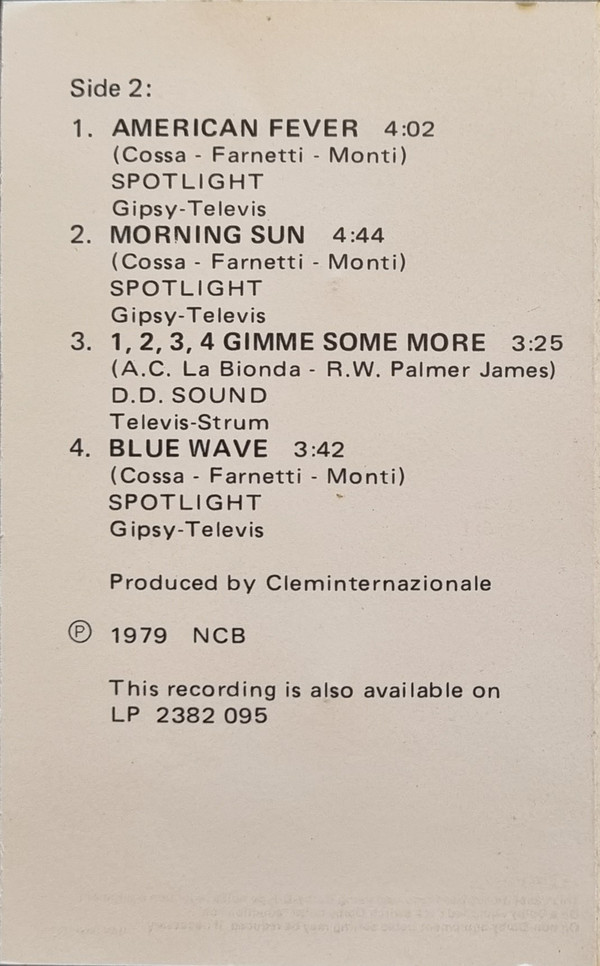 Side 2:
1. AMERICAN FEVER 4:02
(Cossa - Farnetti - Monti)
SPOTLIGHT
Gipsy-Televis
2. MORNING SUN 4:44
(Cossa - Farnetti - Monti)
SPOTLIGHT
Gipsy-Televis
3. 1, 2, 3, 4 GIMME SOME MORE 3:25
(A.C. La Bionda - R.W. Palmer James)
D.D. SOUND
Televis-Strum
4. BLUE WAVE 3:42
(Cossa - Farnetti - Monti)
SPOTLIGHT
Gipsy-Televis
Produced by Cleminternazionale
Ⓟ 1979 NCB
This recording is also available on
LP 2382 095